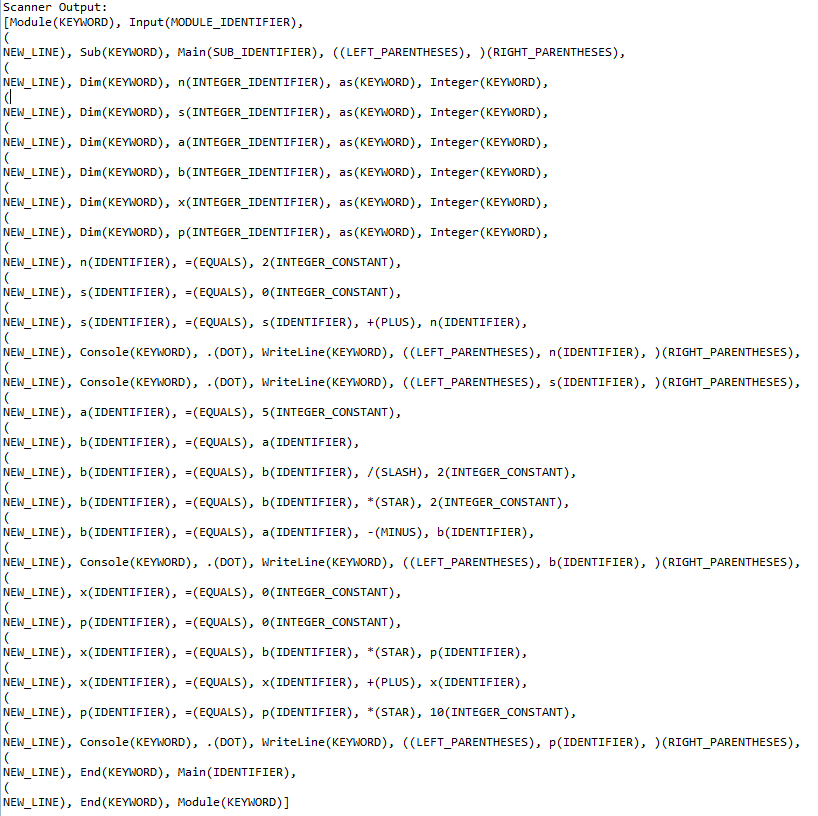 Scanner Output:
[Module(KEYWORD), Input(MODULE_IDENTIFIER),
(
NEW_LINE), Sub(KEYWORD), Main(SUB_IDENTIFIER), ((LEFT_PARENTHESES), )(RIGHT_PARENTHESES),
(
NEW_LINE), Dim(KEYWORD), n(INTEGER_IDENTIFIER), as(KEYWORD), Integer(KEYWORD),
(
NEW_LINE), Dim(KEYWORD), s(INTEGER_IDENTIFIER), as(KEYWORD), Integer(KEYWORD),
(
NEW_LINE), Dim(KEYWORD), a(INTEGER_IDENTIFIER), as(KEYWORD), Integer(KEYWORD),
(
NEW_LINE), Dim(KEYWORD), b(INTEGER_IDENTIFIER), as(KEYWORD), Integer(KEYWORD),
(
NEW_LINE), Dim(KEYWORD), x(INTEGER_IDENTIFIER), as(KEYWORD), Integer(KEYWORD),
(
NEW_LINE), Dim(KEYWORD), p(INTEGER_IDENTIFIER), as(KEYWORD), Integer(KEYWORD),
(
NEW_LINE), n(IDENTIFIER), =(EQUALS), 2(INTEGER_CONSTANT),
(
NEW_LINE), s(IDENTIFIER), =(EQUALS), 0(INTEGER_CONSTANT),
(
NEW_LINE), s(IDENTIFIER), =(EQUALS), s(IDENTIFIER), +(PLUS), n(IDENTIFIER),
(
NEW_LINE), Console(KEYWORD), .(DOT), WriteLine(KEYWORD), ((LEFT_PARENTHESES), n(IDENTIFIER), )(RIGHT_PARENTHESES),
(
NEW_LINE), Console(KEYWORD), .(DOT), WriteLine(KEYWORD), ((LEFT_PARENTHESES), s(IDENTIFIER), )(RIGHT_PARENTHESES),
(
NEW_LINE), a(IDENTIFIER), =(EQUALS), 5(INTEGER_CONSTANT),
(
NEW_LINE), b(IDENTIFIER), =(EQUALS), a(IDENTIFIER),
(
NEW_LINE), b(IDENTIFIER), =(EQUALS), b(IDENTIFIER), /(SLASH), 2(INTEGER_CONSTANT),
(
NEW_LINE), b(IDENTIFIER), =(EQUALS), b(IDENTIFIER), *(STAR), 2(INTEGER_CONSTANT),
(
NEW_LINE), b(IDENTIFIER), =(EQUALS), a(IDENTIFIER), -(MINUS), b(IDENTIFIER),
(
NEW_LINE), Console(KEYWORD), .(DOT), WriteLine(KEYWORD), ((LEFT_PARENTHESES), b(IDENTIFIER), )(RIGHT_PARENTHESES),
(
NEW_LINE), x(IDENTIFIER), =(EQUALS), 0(INTEGER_CONSTANT),
(
NEW_LINE), p(IDENTIFIER), =(EQUALS), 0(INTEGER_CONSTANT),
(
NEW_LINE), x(IDENTIFIER), =(EQUALS), b(IDENTIFIER), *(STAR), p(IDENTIFIER),
(
NEW_LINE), x(IDENTIFIER), =(EQUALS), x(IDENTIFIER), +(PLUS), x(IDENTIFIER),
(
NEW_LINE), p(IDENTIFIER), =(EQUALS), p(IDENTIFIER), *(STAR), 10(INTEGER_CONSTANT),
(
NEW_LINE), Console(KEYWORD), .(DOT), WriteLine(KEYWORD), ((LEFT_PARENTHESES), p(IDENTIFIER), )(RIGHT_PARENTHESES),
(
NEW_LINE), End(KEYWORD), Main(IDENTIFIER),
(
NEW_LINE), End(KEYWORD), Module(KEYWORD)]